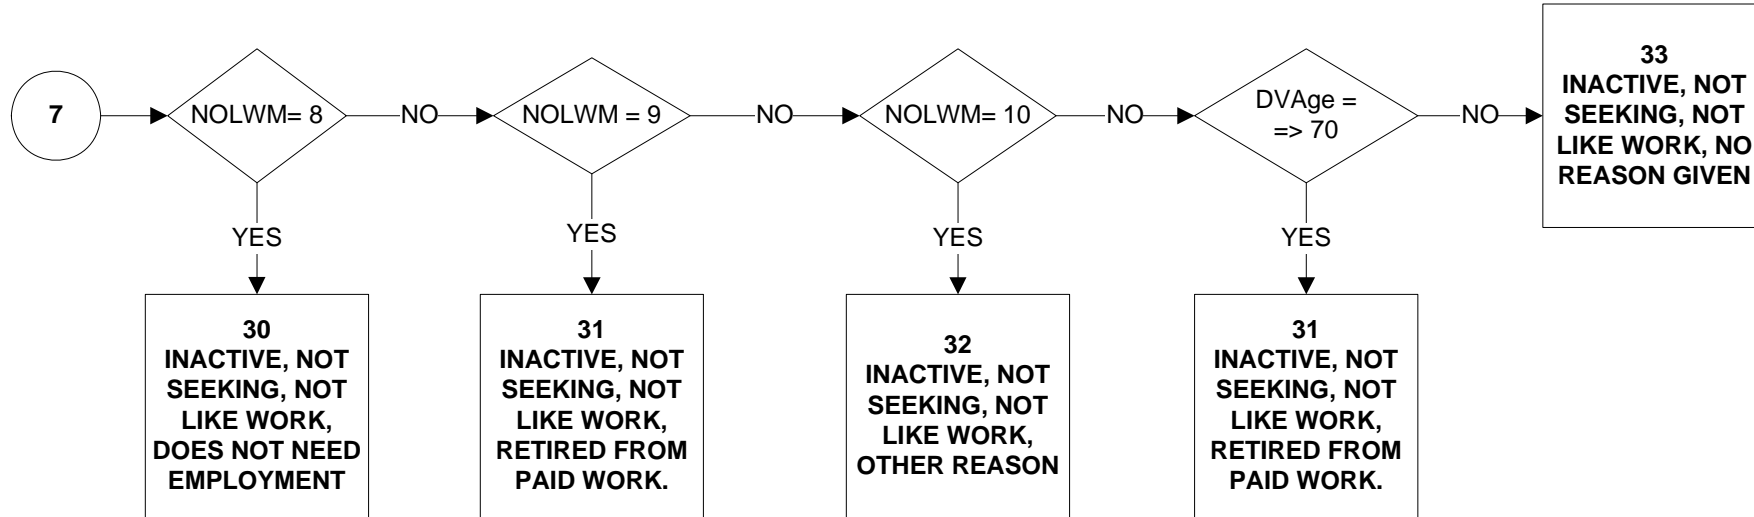 7
NOLWM= 8
NO
NOLWM = 9
NO
NOLWM= 10
NO
DVAge =
=> 70
NO
33
INACTIVE, NOT
SEEKING, NOT
LIKE WORK, NO
REASON GIVEN
YES
YES
YES
YES
30
INACTIVE, NOT
SEEKING, NOT
LIKE WORK,
DOES NOT NEED
EMPLOYMENT
31
INACTIVE, NOT
SEEKING, NOT
LIKE WORK,
RETIRED FROM
PAID WORK.
32
INACTIVE, NOT
SEEKING, NOT
LIKE WORK,
OTHER REASON
31
INACTIVE, NOT
SEEKING, NOT
LIKE WORK,
RETIRED FROM
PAID WORK.